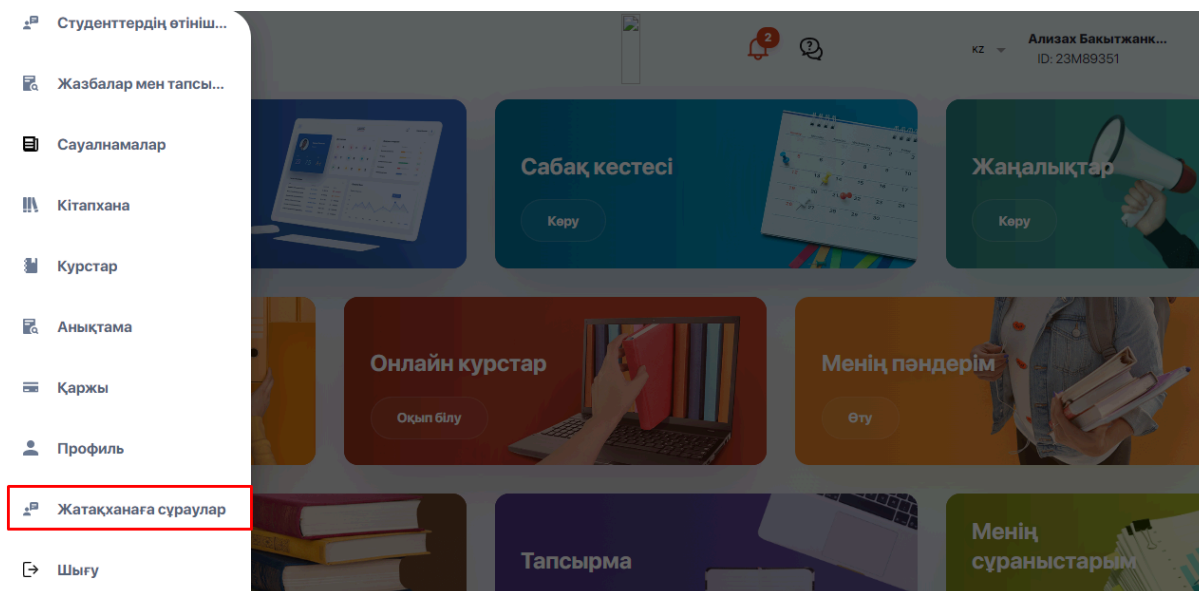 Студенттердің өтініш...
Жазбалар мен тапсы...
Сауалнамалар
Кітапхана
Курстар
Анықтама
Қаржы
Профиль
Жатақханаға сұраулар
Шығу
2
KZ
Ализах Бакытжанк...
ID: 23M89351
Сабақ кестесі
Көру
Жаңалықтар
Көру
Онлайн курстар
Оқып білу
Менің пәндерім
Өту
Тапсырма
Менің
сұраныстарым